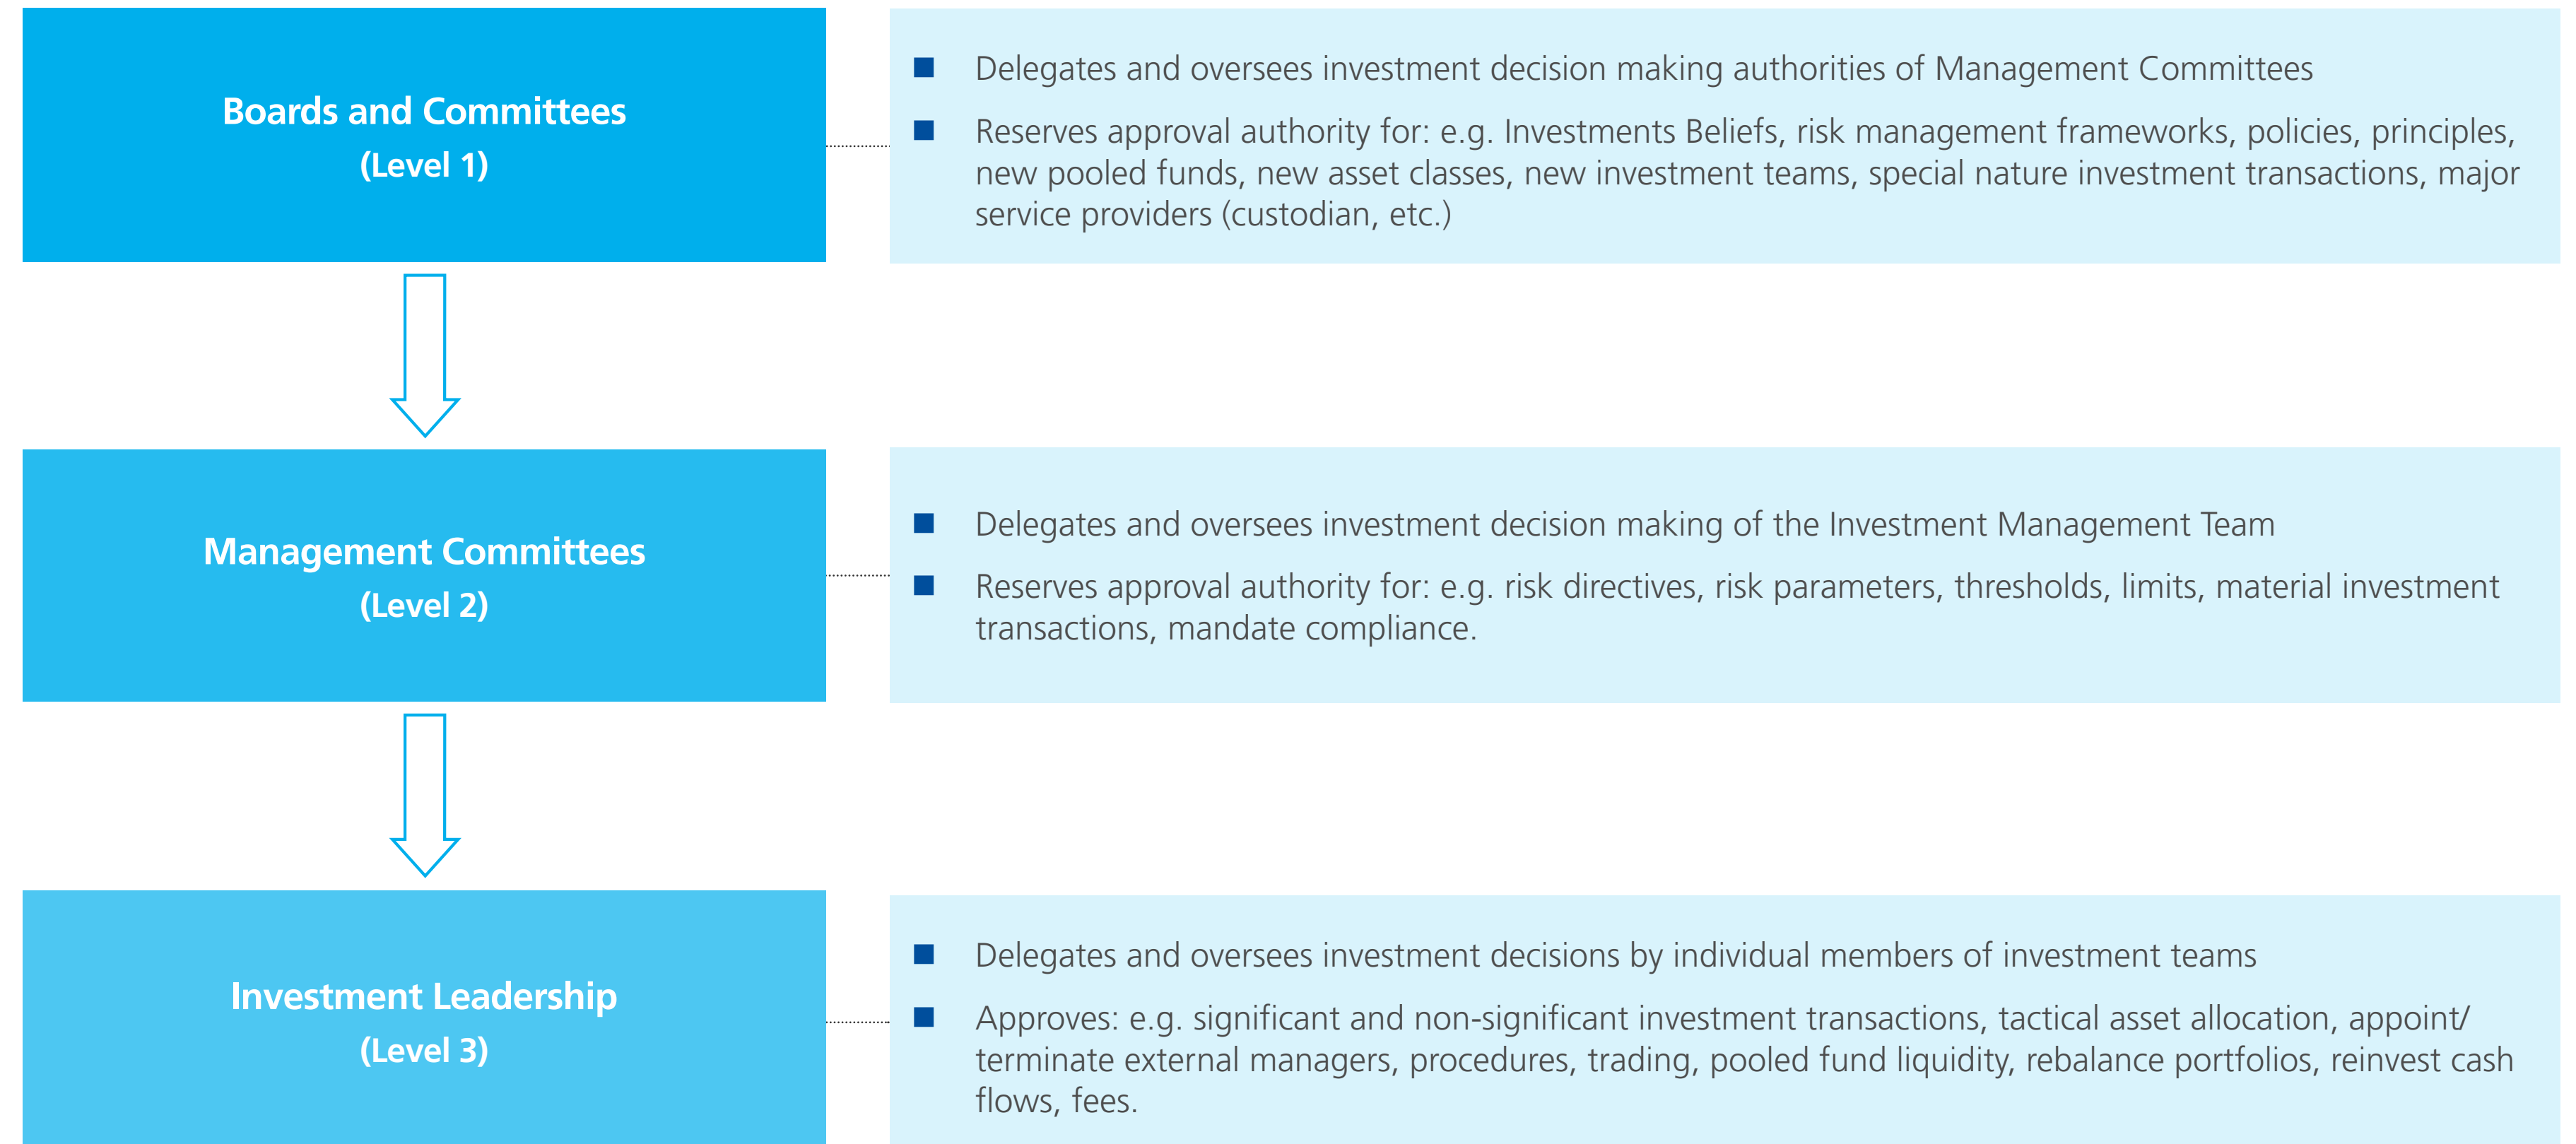 Boards and Committees
(Level 1)
Delegates and oversees investment decision making authorities of Management Committees
Reserves approval authority for: e.g. Investments Beliefs, risk management frameworks, policies, principles,
new pooled funds, new asset classes, new investment teams, special nature investment transactions, major
service providers (custodian, etc.)
Management Committees
(Level 2)
Delegates and oversees investment decision making of the Investment Management Team
Reserves approval authority for: e.g. risk directives, risk parameters, thresholds, limits, material investment
transactions, mandate compliance.
Investment Leadership
(Level 3)
Delegates and oversees investment decisions by individual members of investment teams
Approves: e.g. significant and non-significant investment transactions, tactical asset allocation, appoint/
terminate external managers, procedures, trading, pooled fund liquidity, rebalance portfolios, reinvest cash
flows, fees.